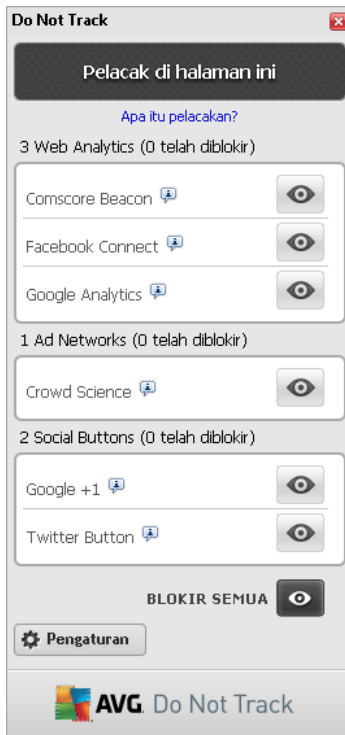 Do Not Track
Pelacak di halaman ini
Apa itu pelacakan?
3 Web Analytics (0 telah diblokir)
Comscore Beacon
Facebook Connect
Google Analytics
1 Ad Networks (0 telah diblokir)
Crowd Science
2 Social Buttons (0 telah diblokir)
Google +1
Twitter Button
BLOKIR SEMUA
Pengaturan
AVG. Do Not Track